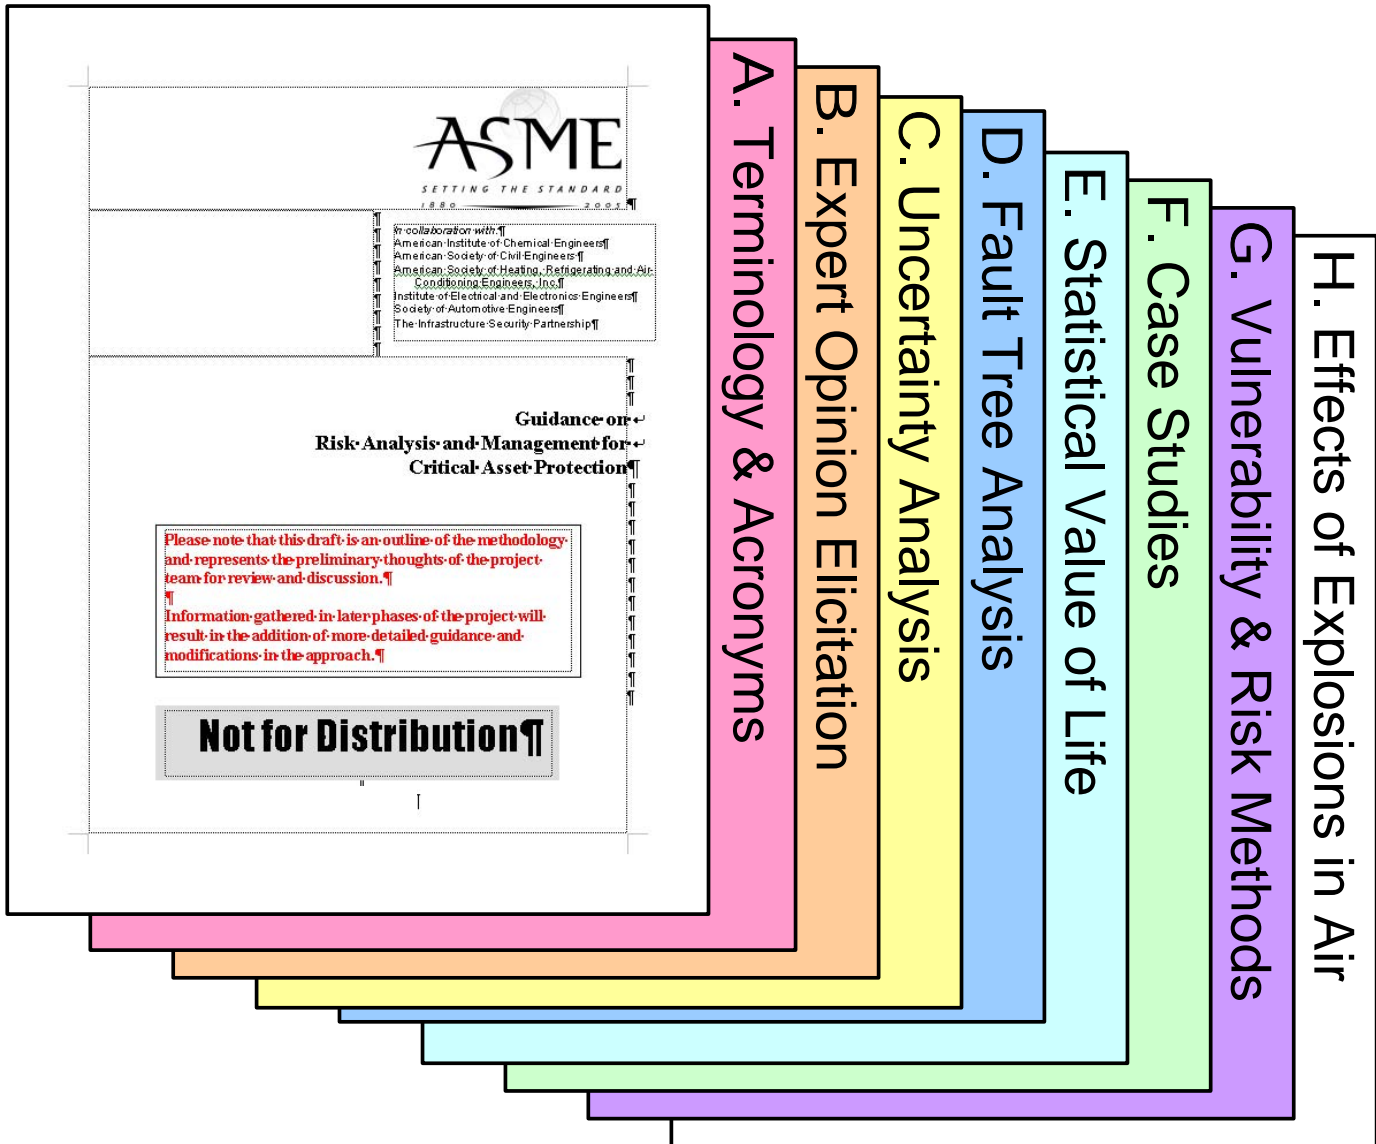 ASME
SETTING THE STANDARD
1880 2005 ¶
In·collaboration·with:¶
American·Institute·of·Chemical·Engineers¶
American·Society·of·Civil·Engineers·¶
American·Society·of·Heating,·Refrigerating·and·Air-
Conditioning·Engineers,·Inc.¶
Institute·of·Electrical·and·Electronics·Engineers¶
Society·of·Automotive·Engineers¶
The·Infrastructure·Security·Partnership¶
Guidance·on·↵
Risk·Analysis·and·Management·for·↵
Critical·Asset·Protection¶
Please·note·that·this·draft·is·an·outline·of·the·methodology·
and·represents·the·preliminary·thoughts·of·the·project·
team·for·review·and·discussion.¶
¶
Information·gathered·in·later·phases·of·the·project·will·
result·in·the·addition·of·more·detailed·guidance·and·
modifications·in·the·approach.¶
Not for Distribution¶
A. Terminology & Acronyms
B. Expert Opinion Elicitation
C. Uncertainty Analysis
D. Fault Tree Analysis
E. Statistical Value of Life
F. Case Studies
G. Vulnerability & Risk Methods
H. Effects of Explosions in Air